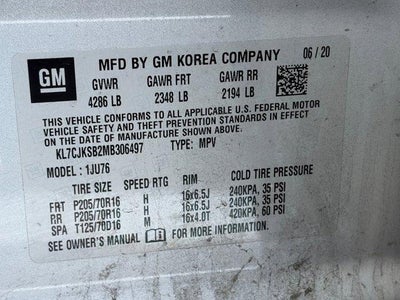 GM
MFD BY GM KOREA COMPANY 06 / 20
GVWR GAWR FRT GAWR RR
4286 LB 2348 LB 2194 LB
THIS VEHICLE CONFORMS TO ALL APPLICABLE U.S. FEDERAL MOTOR
VEHICLE SAFETY, BUMPER, AND THEFT PREVENTION STANDARDS IN
EFFECT ON THE DATE OF MANUFACTURE SHOWN ABOVE.
KL7CJKSB2MB306497 TYPE : MPV
MODEL : 1JU76
TIRE SIZE SPEED RTG RIM COLD TIRE PRESSURE
FRT P205/70R16 H 16x6.5J 240KPA, 35 PSI
RR P205/70R16 H 16x6.5J 240KPA, 35 PSI
SPA T125/70D16 M 16x4.0T 420KPA, 60 PSI
SEE OWNER'S MANUAL FOR MORE INFORMATION.